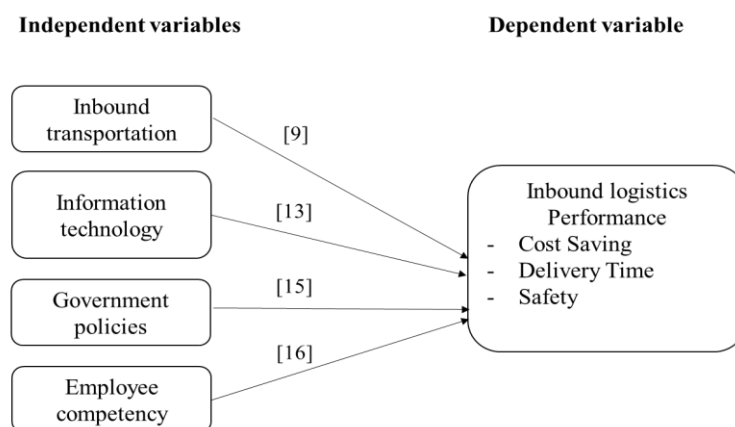 Independent variables
Dependent variable
Inbound
transportation
[9]
Information
technology
[13]
Government
policies
[15]
Employee
competency
[16]
Inbound logistics
Performance
- Cost Saving
- Delivery Time
- Safety